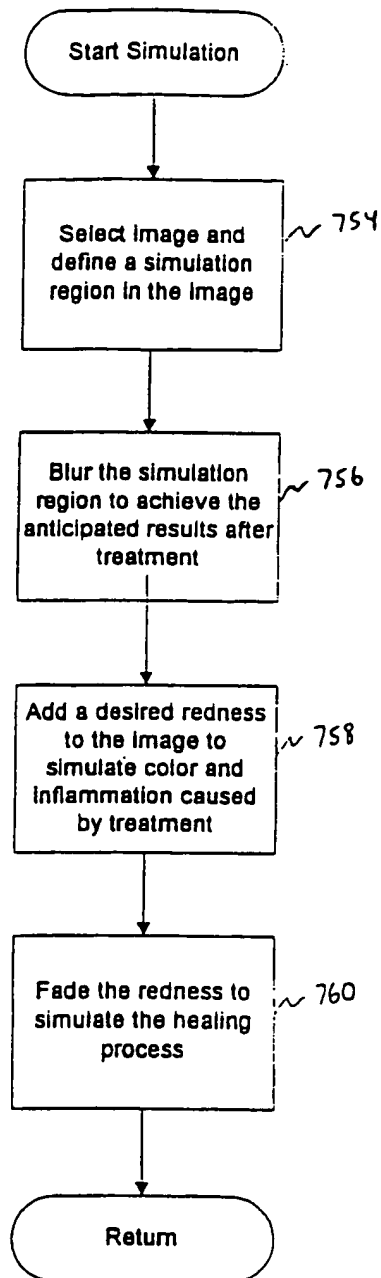 Start Simulation
Select image and
define a simulation
region in the image
754
Blur the simulation
region to achieve the
anticipated results after
treatment
756
Add a desired redness
to the image to
simulate color and
inflammation caused
by treatment
758
Fade the redness to
simulate the healing
process
760
Return